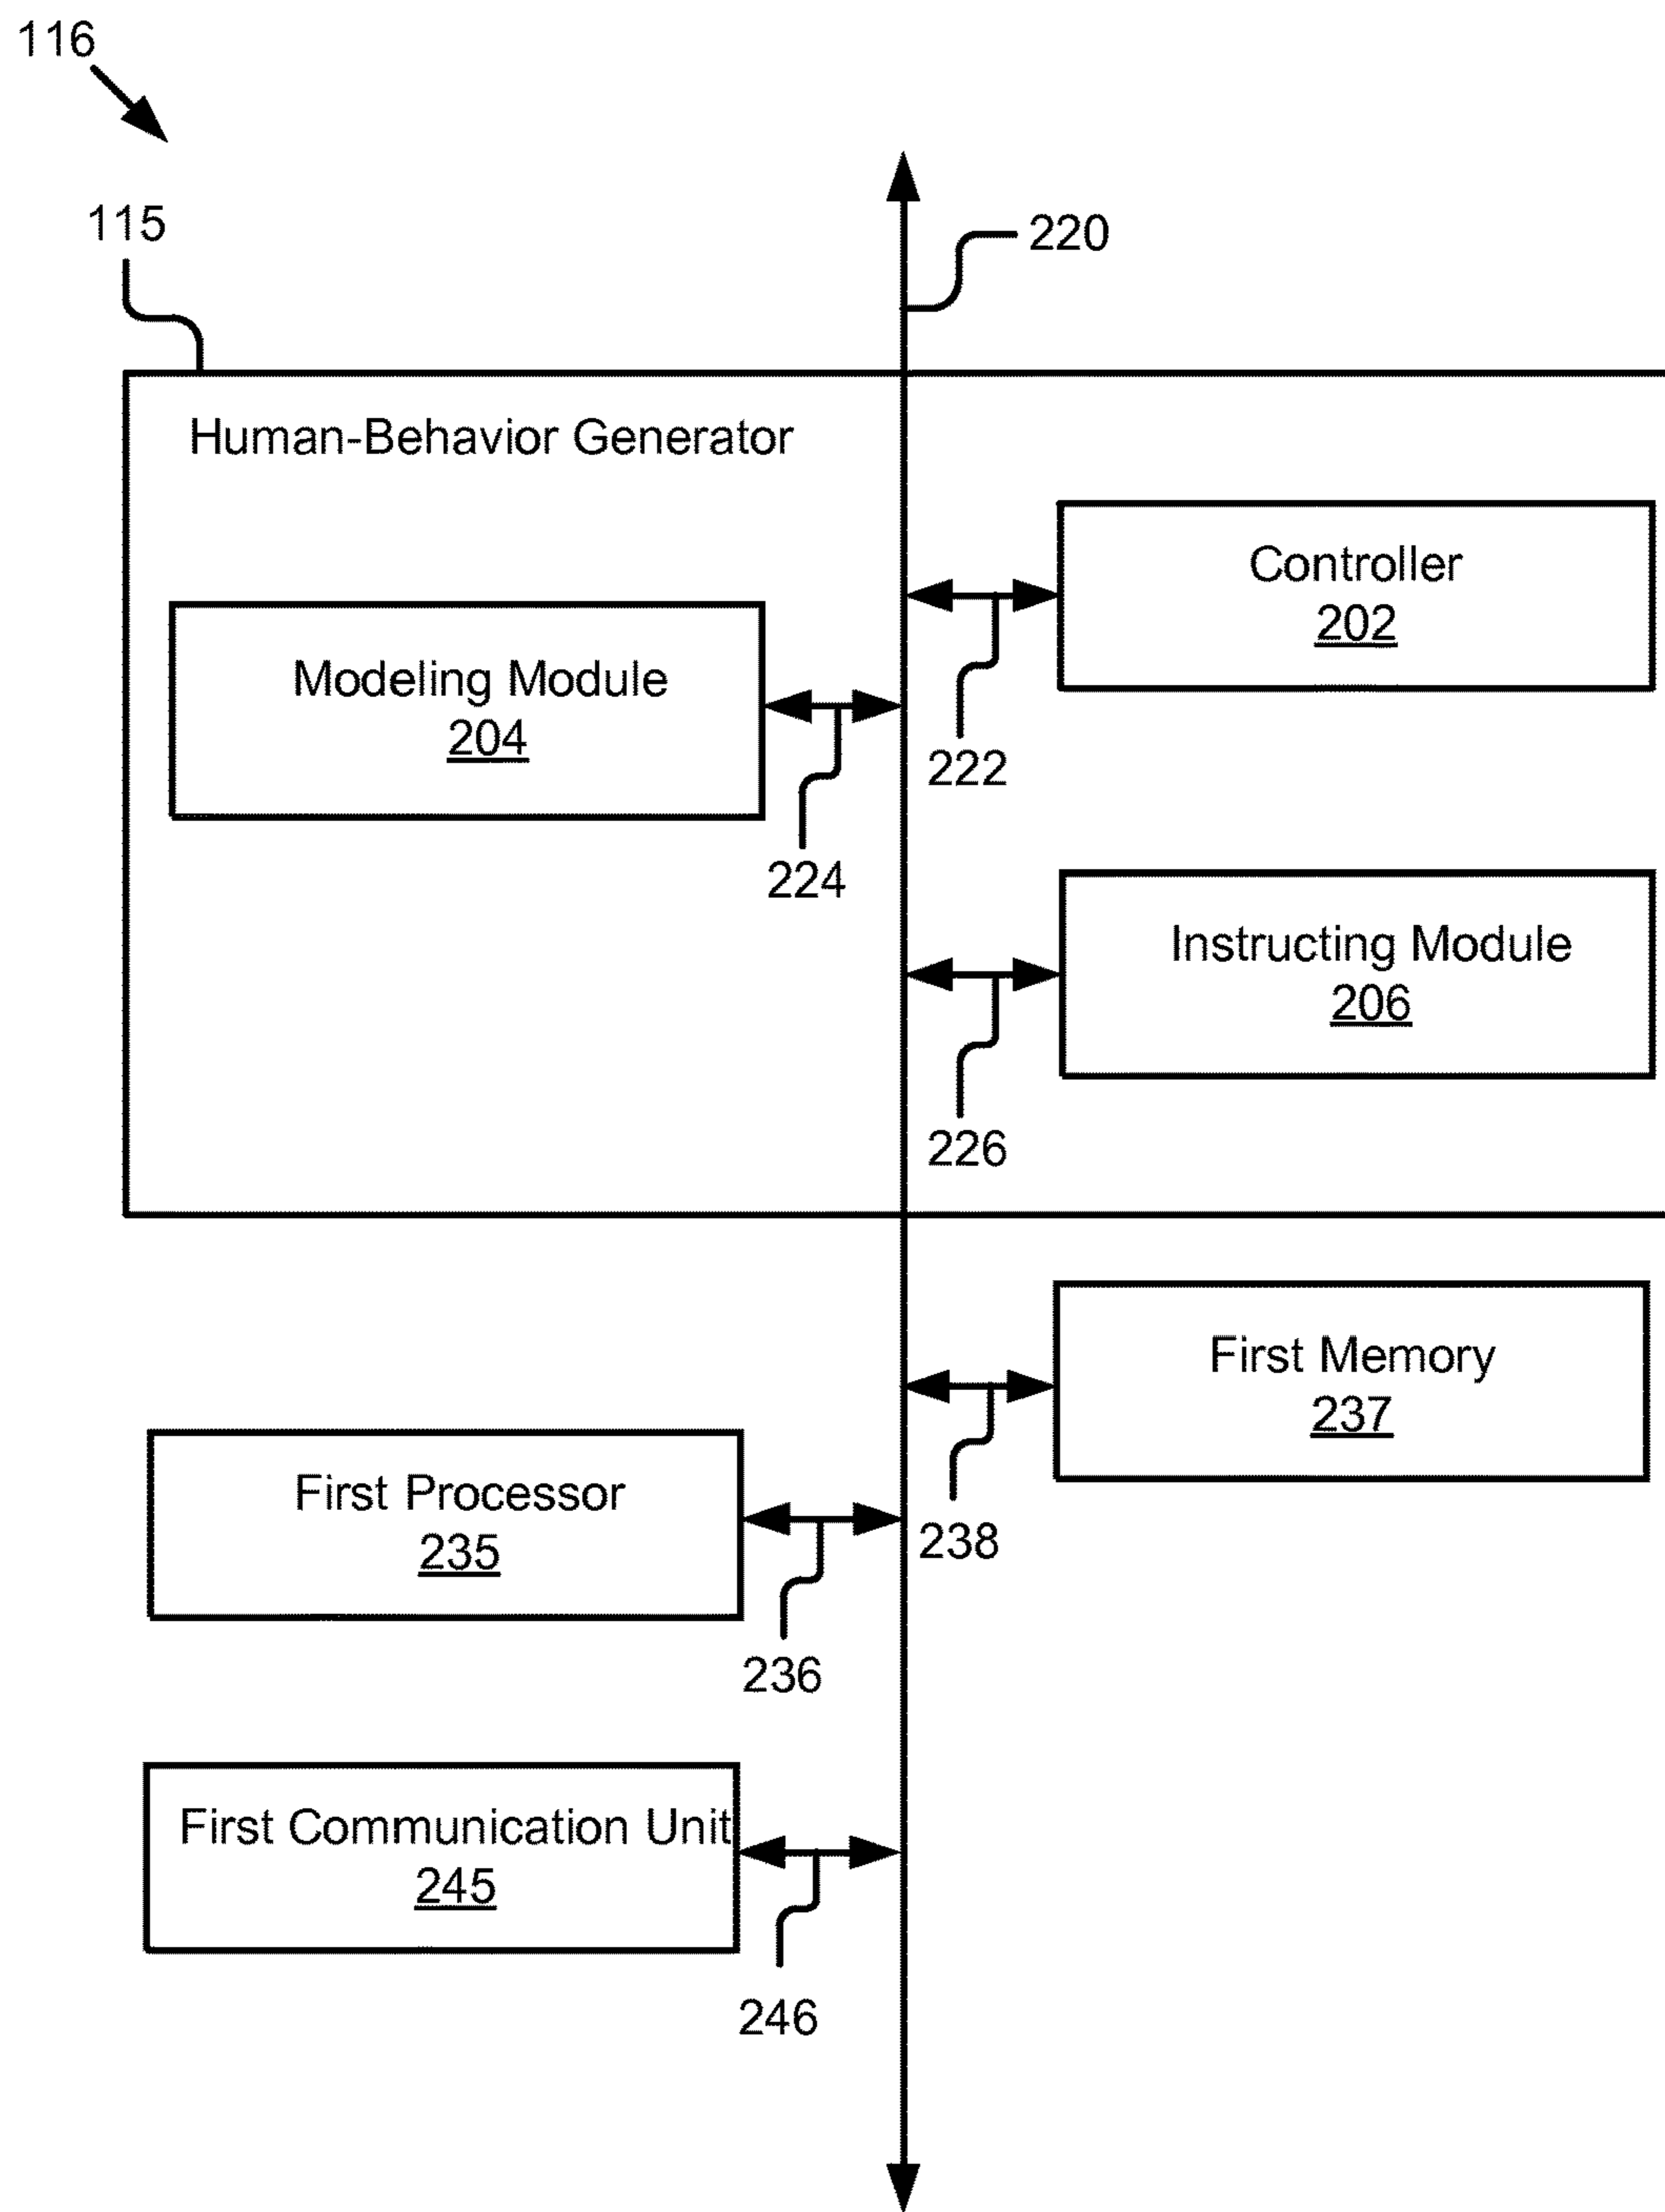 116
115
220
Human-Behavior Generator
Controller
202
Modeling Module
204
222
224
Instructing Module
206
226
First Memory
237
First Processor
235
238
236
First Communication Unit
245
246